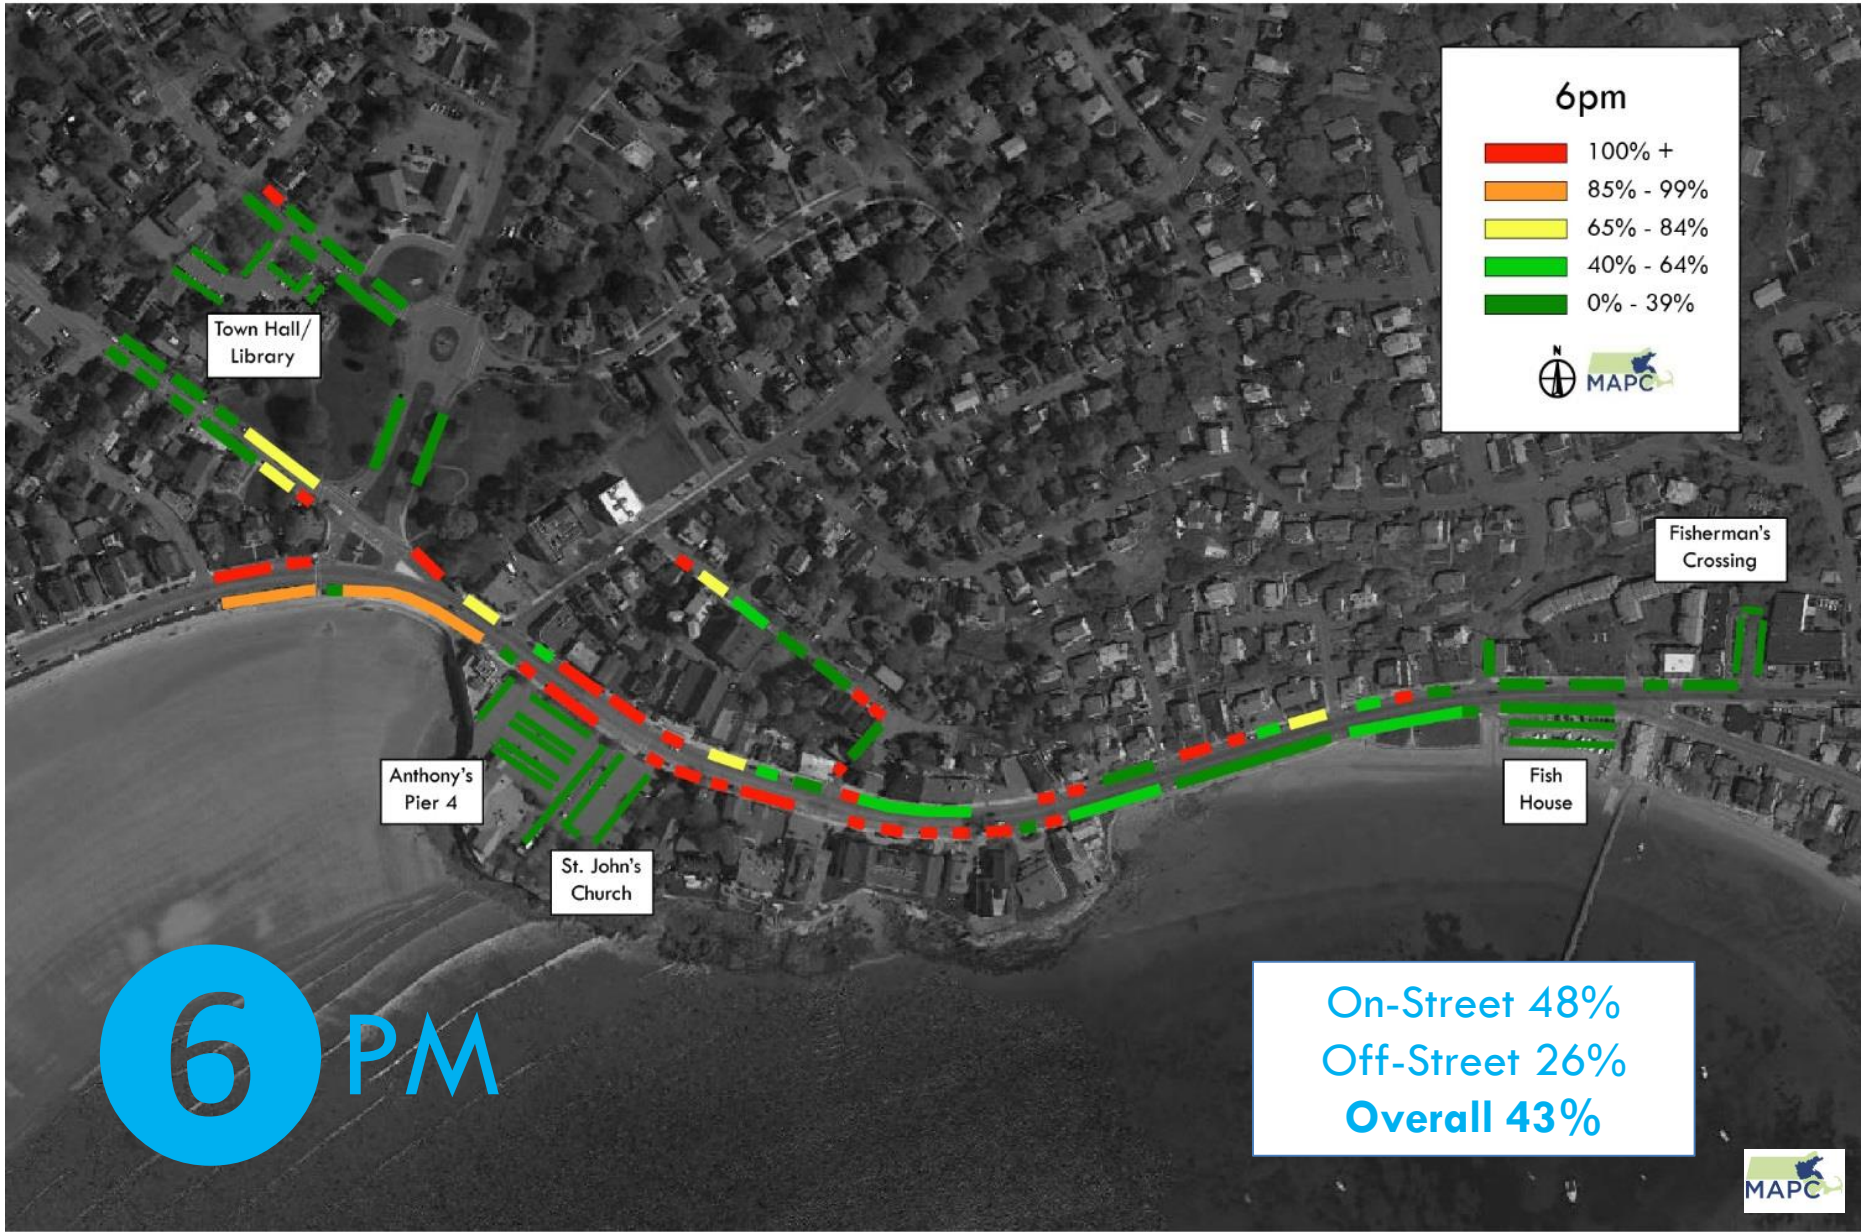 6pm
100% +
85% - 99%
65% - 84%
40% - 64%
0% - 39%
N
MAPC
Town Hall/
Library
Fisherman's
Crossing
Anthony's
Pier 4
Fish
House
St. John's
Church
6 PM
On-Street 48%
Off-Street 26%
Overall 43%
MAPC